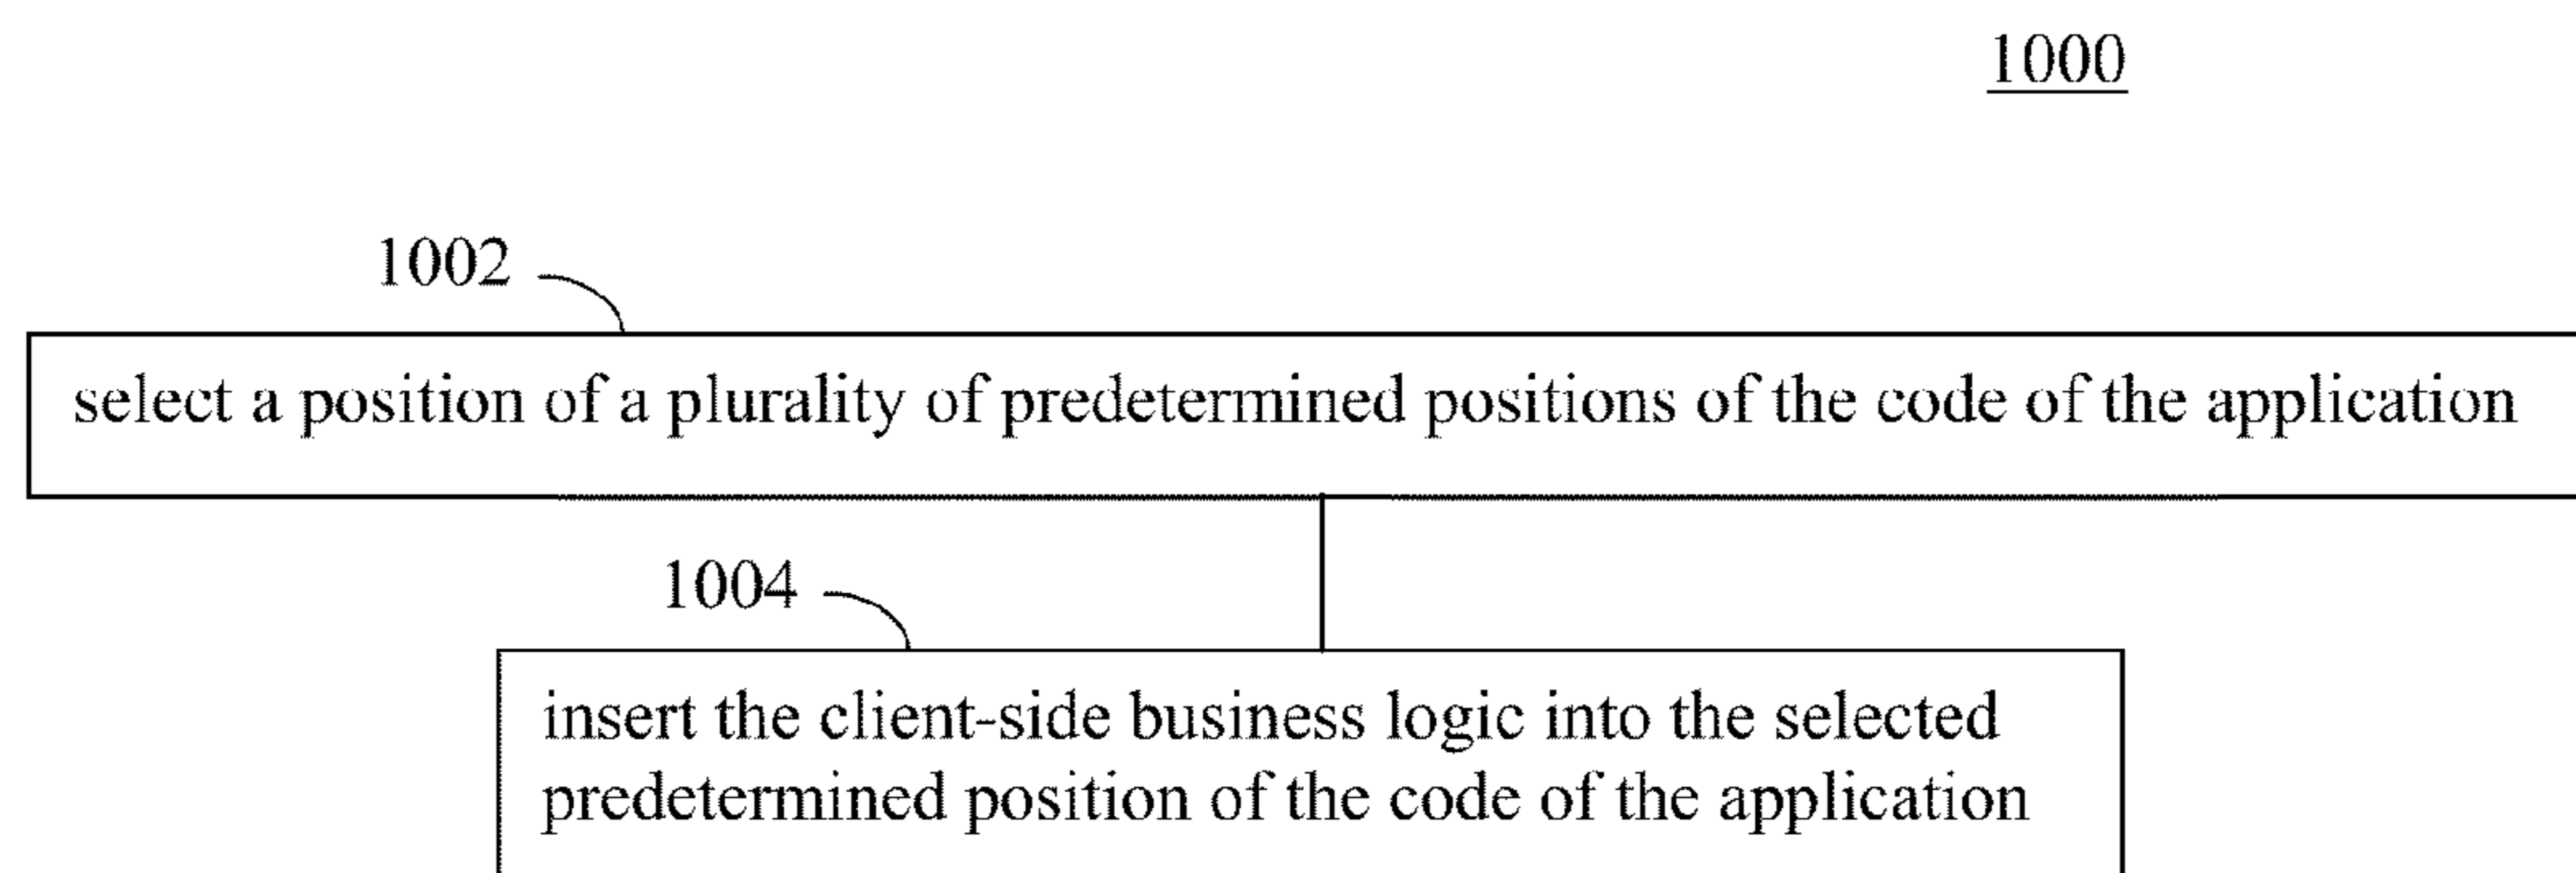 1000
1002
select a position of a plurality of predetermined positions of the code of the application
1004
insert the client-side business logic into the selected
predetermined position of the code of the application